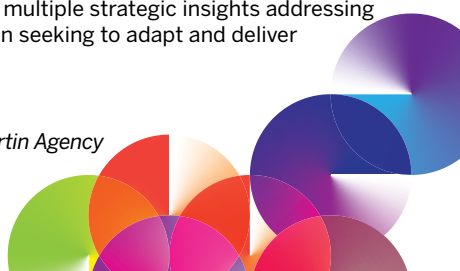 multiple strategic insights addressing
n seeking to adapt and deliver
rtin Agency